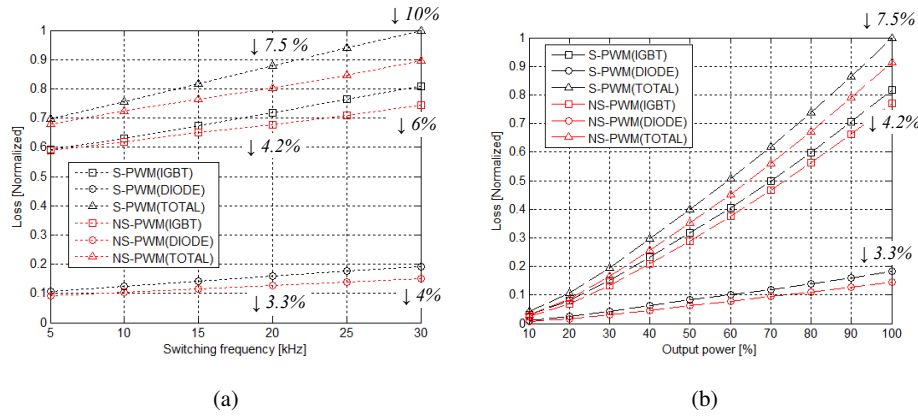 ↓ 10%
↓ 7.5 %
1
0.9
0.8
0.7
0.6
0.5
0.4
0.3
0.2
0.1
0
Loss [Normalized]
↓ 6%
↓ 4.2%
S-PWM(IGBT)
S-PWM(DIODE)
S-PWM(TOTAL)
NS-PWM(IGBT)
NS-PWM(DIODE)
NS-PWM(TOTAL)
↓ 3.3%
↓ 4%
5 10 15 20 25 30
Switching frequency [kHz]
(a)
↓ 7.5%
1
0.9
0.8
0.7
0.6
0.5
0.4
0.3
0.2
0.1
0
Loss [Normalized]
S-PWM(IGBT)
S-PWM(DIODE)
S-PWM(TOTAL)
NS-PWM(IGBT)
NS-PWM(DIODE)
NS-PWM(TOTAL)
↓ 4.2%
↓ 3.3%
10 20 30 40 50 60 70 80 90 100
Output power [%]
(b)